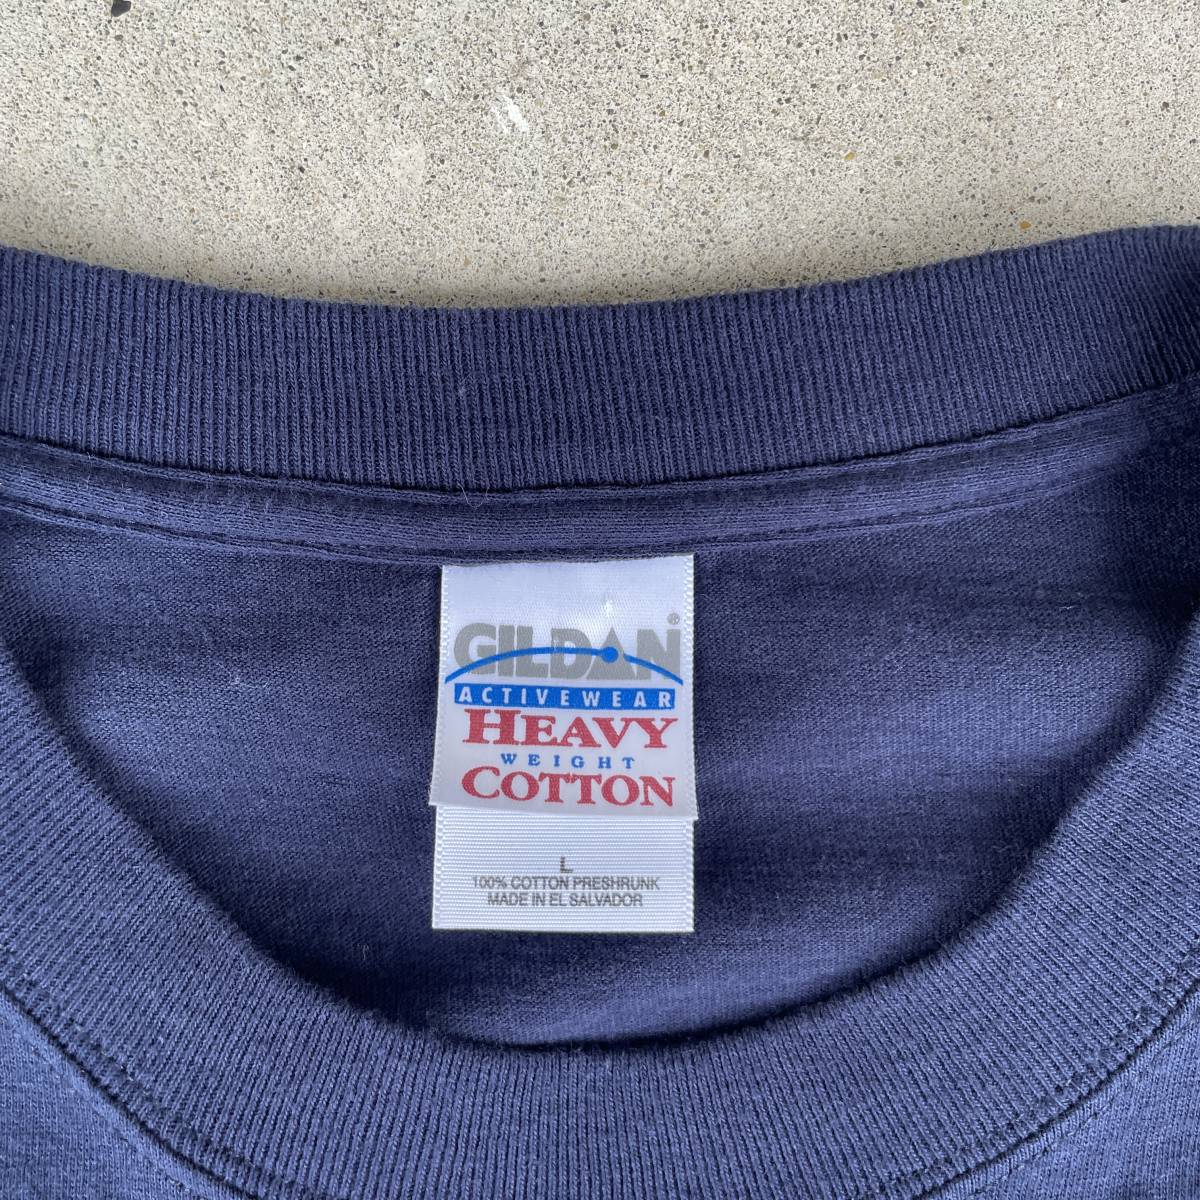 GILDAN®
ACTIVEWEAR
HEAVY
WEIGHT
COTTON
L
100% COTTON PRESHRUNK
MADE IN EL SALVADOR